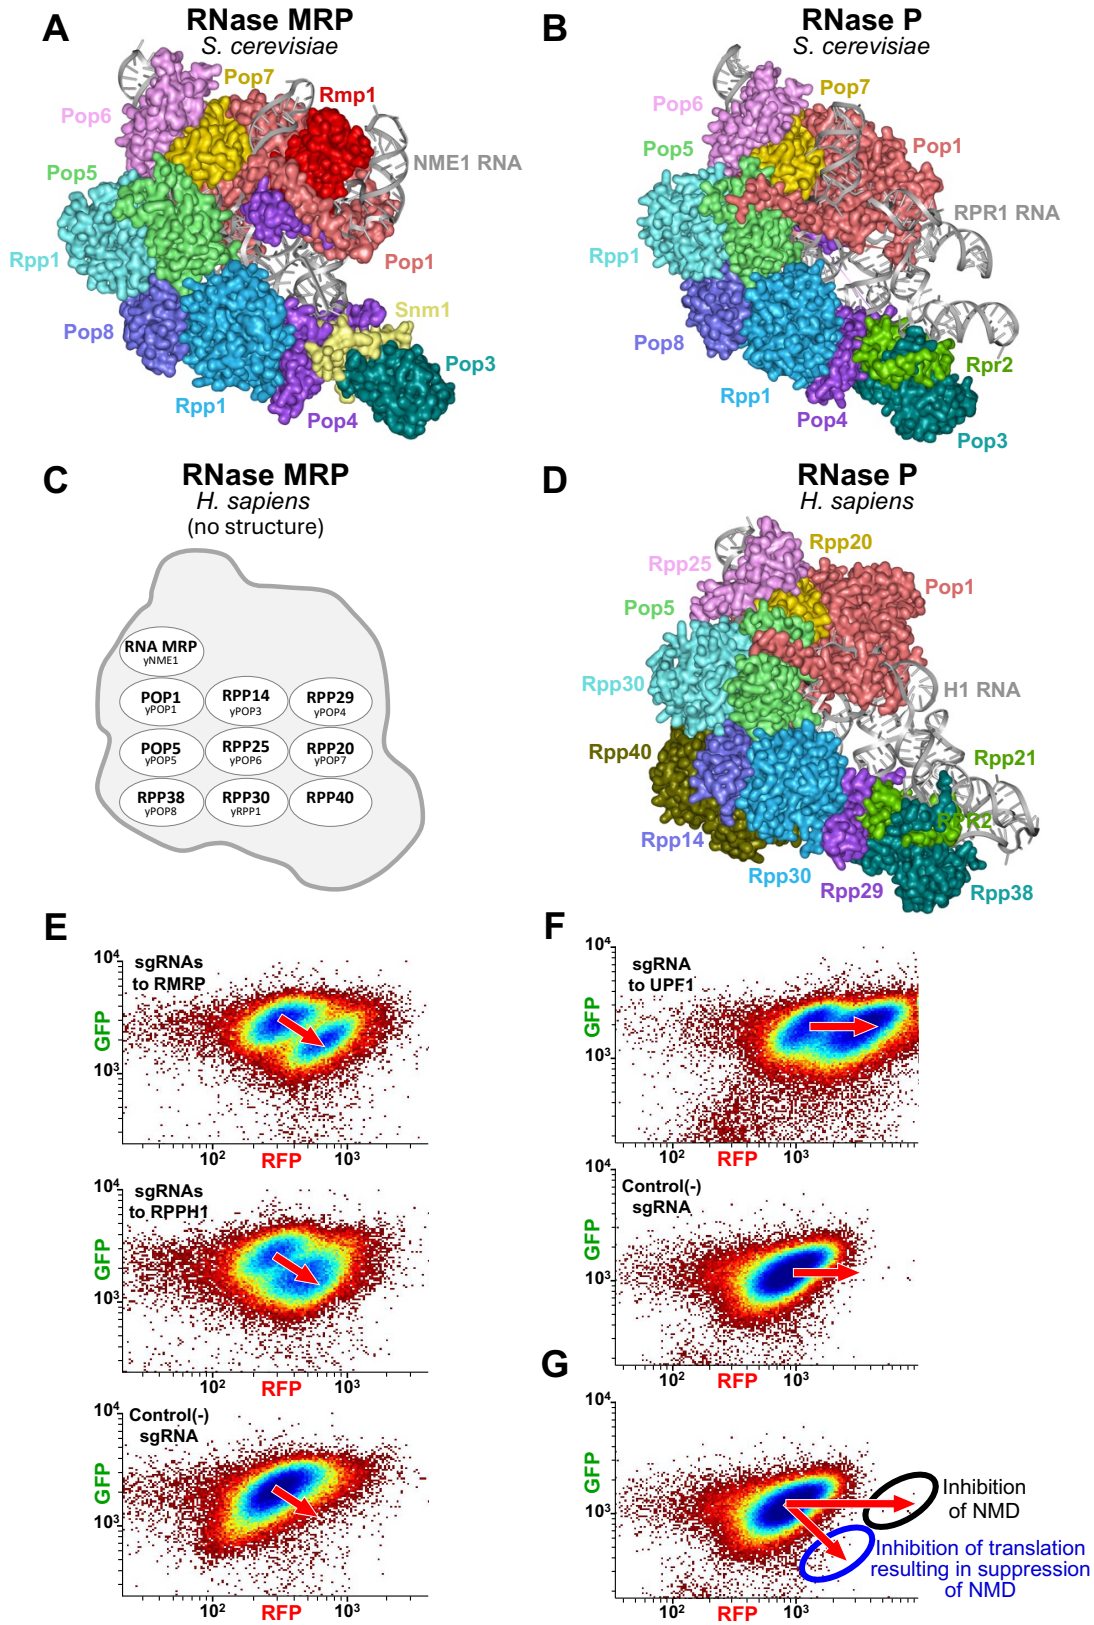 A
RNase MRP
S. cerevisiae
Pop7
Rmp1
Pop6
NME1 RNA
Pop5
Rpp1
Pop1
Snm1
Pop8
Pop3
Rpp1
Pop4
B
RNase P
S. cerevisiae
Pop7
Pop6
Pop5
Pop1
RPR1 RNA
Rpp1
Pop8
Rpr2
Rpp1
Pop4
Pop3
C
RNase MRP
H. sapiens
(no structure)
RNA MRP
yNME1
POP1
yPOP1
RPP14
yPOP3
RPP29
yPOP4
POP5
yPOP5
RPP25
yPOP6
RPP20
yPOP7
RPP38
yPOP8
RPP30
yRPP1
RPP40
D
RNase P
H. sapiens
Rpp20
Rpp25
Pop1
Pop5
Rpp30
H1 RNA
Rpp40
Rpp21
RPR2
Rpp14
Rpp30
Rpp29
Rpp38
E
10⁴
sgRNAs
to RMRP
GFP
10³
10²
RFP
10³
10⁴
sgRNAs
to RPPH1
GFP
10³
10²
RFP
10³
10⁴
Control(-)
sgRNA
GFP
10³
10²
RFP
10³
F
10⁴
sgRNA
to UPF1
GFP
10³
10²
RFP
10³
10⁴
Control(-)
sgRNA
GFP
10³
10²
RFP
10³
G
10⁴
GFP
10³
Inhibition
of NMD
Inhibition of translation
resulting in suppression
of NMD
10²
RFP
10³